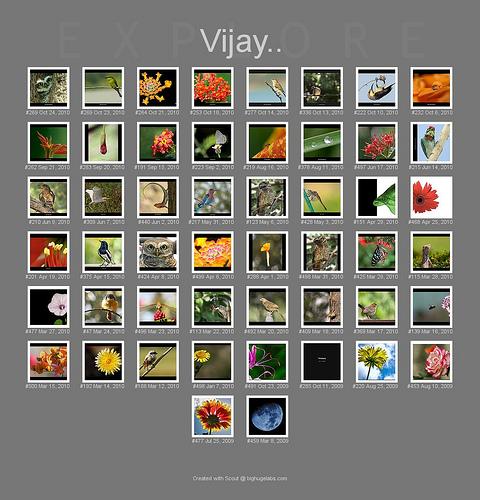 EXPLORE
Vijay..
#269 Oct 24, 2010 #269 Oct 23, 2010 #264 Oct 21, 2010 #253 Oct 18, 2010 #277 Oct 14, 2010 #336 Oct 13, 2010 #222 Oct 10, 2010 #232 Oct 6, 2010
#262 Sep 21, 2010 #283 Sep 20, 2010 #191 Sep 18, 2010 #223 Sep 2, 2010 #219 Aug 16, 2010 #378 Aug 11, 2010 #497 Jun 17, 2010 #215 Jun 14, 2010
#210 Jun 9, 2010 #309 Jun 7, 2010 #440 Jun 2, 2010 #217 May 31, 2010 #123 May 6, 2010 #428 May 3, 2010 #151 Apr 29, 2010 #468 Apr 25, 2010
#201 Apr 19, 2010 #375 Apr 15, 2010 #424 Apr 8, 2010 #499 Apr 6, 2010 #288 Apr 1, 2010 #498 Mar 31, 2010 #425 Mar 29, 2010 #115 Mar 28, 2010
#477 Mar 27, 2010 #47 Mar 24, 2010 #496 Mar 23, 2010 #113 Mar 22, 2010 #492 Mar 20, 2010 #409 Mar 18, 2010 #369 Mar 17, 2010 #139 Mar 16, 2010
#300 Mar 15, 2010 #192 Mar 14, 2010 #188 Mar 12, 2010 #498 Jan 7, 2010 #491 Oct 23, 2009 #285 Oct 11, 2009 #220 Aug 25, 2009 #453 Aug 10, 2009
#477 Jul 25, 2009 #459 Mar 8, 2009
Created with Scout @ bighugelabs.com